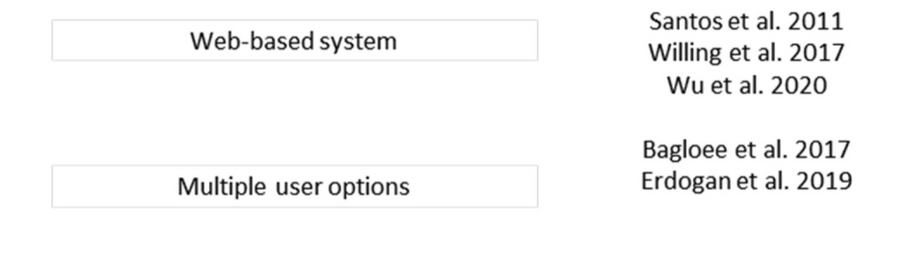 Web-based system
Santos et al. 2011
Willing et al. 2017
Wu et al. 2020
Multiple user options
Bagloee et al. 2017
Erdogan et al. 2019